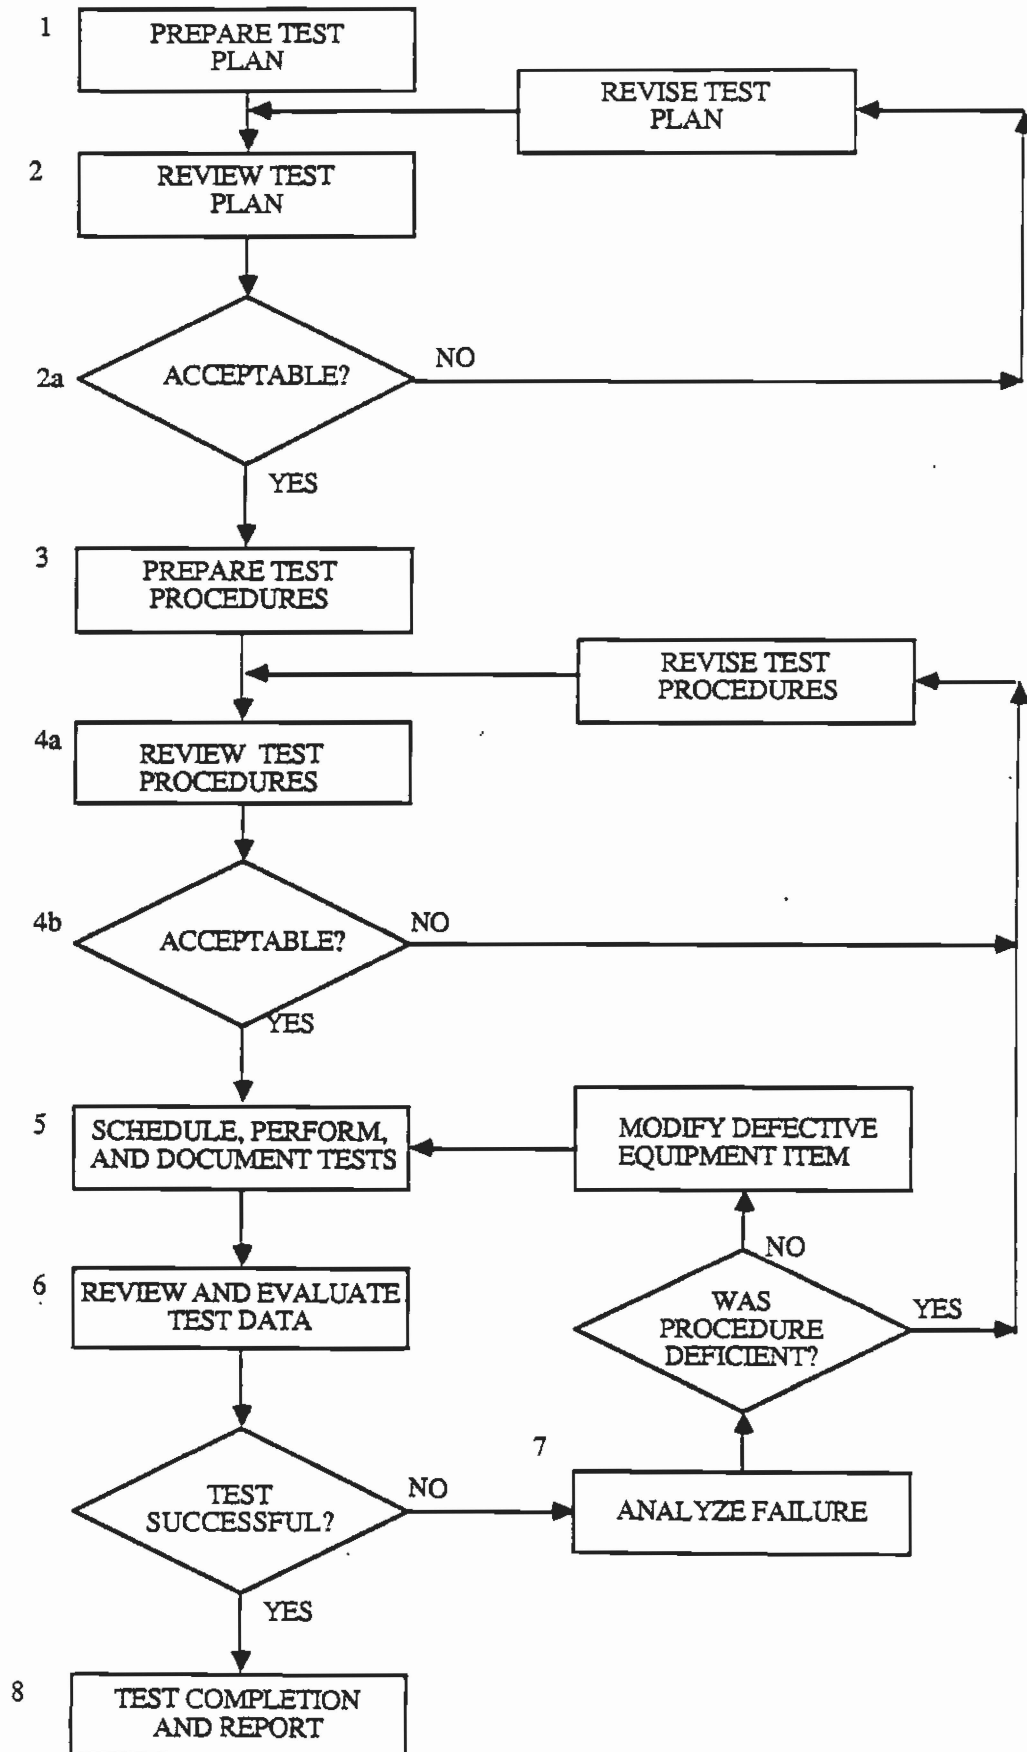 1
PREPARE TEST
PLAN
REVISE TEST
PLAN
2
REVIEW TEST
PLAN
2a
ACCEPTABLE?
NO
YES
3
PREPARE TEST
PROCEDURES
REVISE TEST
PROCEDURES
4a
REVIEW TEST
PROCEDURES
4b
ACCEPTABLE?
NO
YES
5
SCHEDULE, PERFORM,
AND DOCUMENT TESTS
MODIFY DEFECTIVE
EQUIPMENT ITEM
NO
6
REVIEW AND EVALUATE
TEST DATA
WAS
PROCEDURE
DEFICIENT?
YES
7
TEST
SUCCESSFUL?
NO
ANALYZE FAILURE
YES
8
TEST COMPLETION
AND REPORT